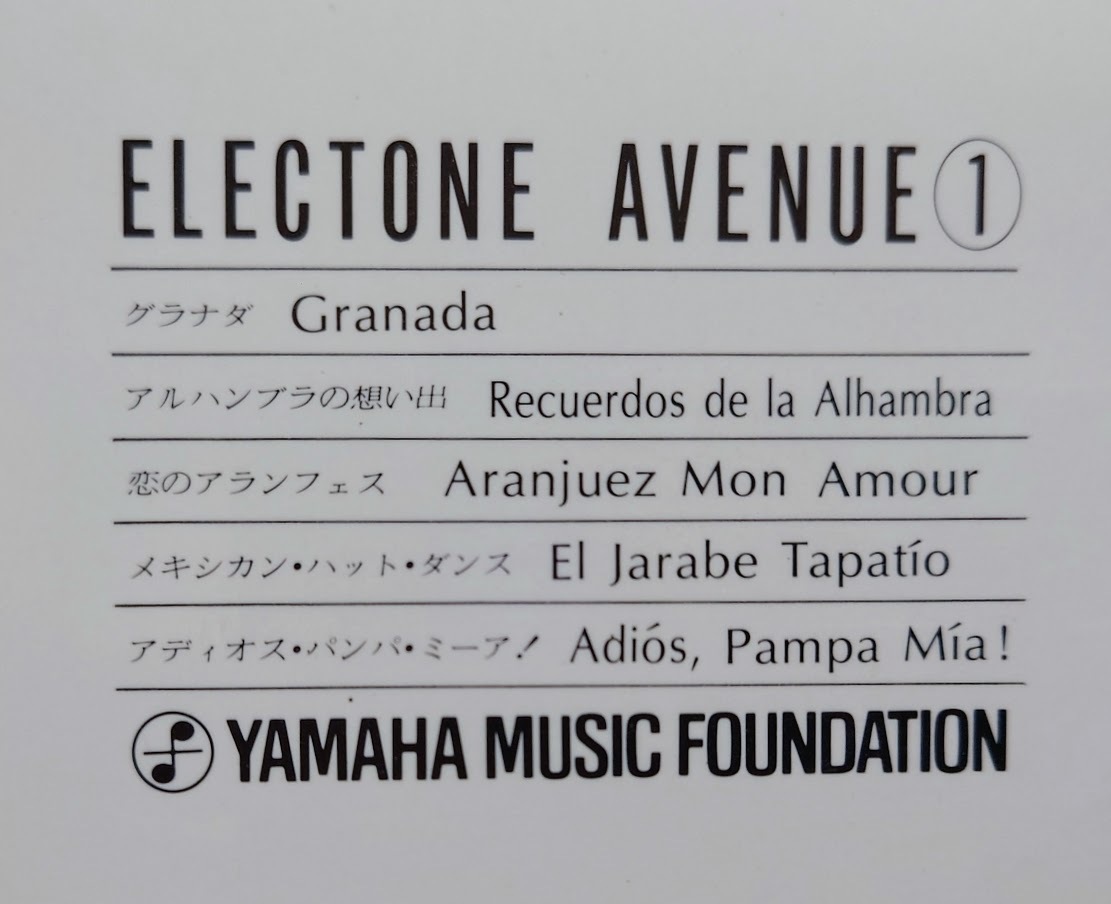 ELECTONE AVENUE①
グラナダ Granada
アルハンブラの想い出 Recuerdos de la Alhambra
恋のアランフェス Aranjuez Mon Amour
メキシカン・ハット・ダンス El Jarabe Tapatío
アディオス・パンパ・ミーア! Adiós, Pampa Mía!
YAMAHA MUSIC FOUNDATION